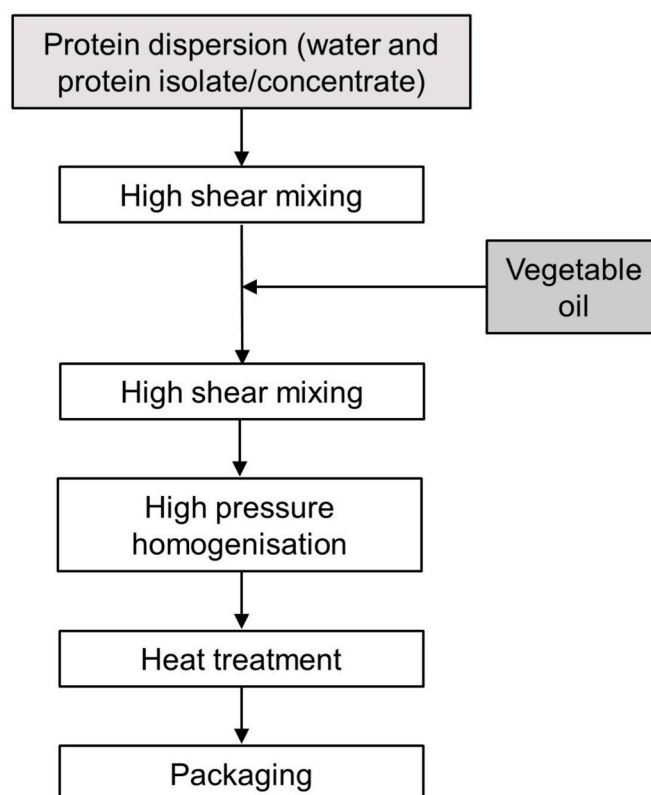 Protein dispersion (water and
protein isolate/concentrate)
High shear mixing
Vegetable
oil
High shear mixing
High pressure
homogenisation
Heat treatment
Packaging